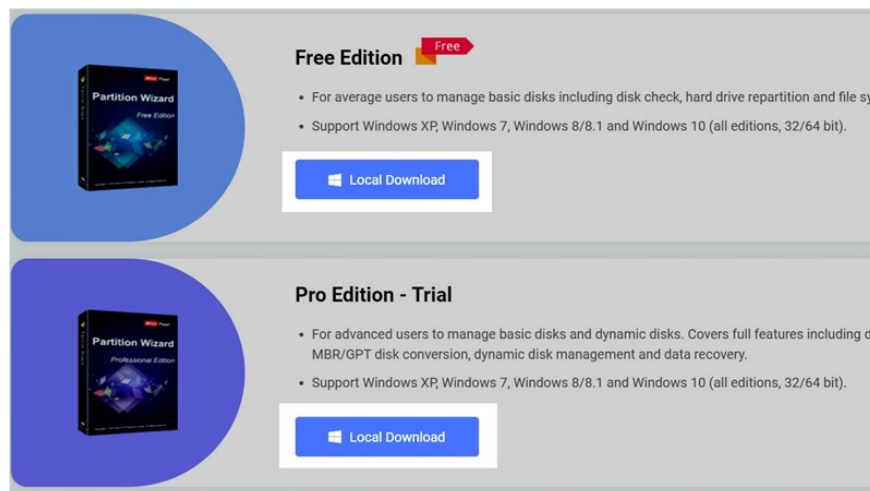 Free Edition Free
• For average users to manage basic disks including disk check, hard drive repartition and file sy
• Support Windows XP, Windows 7, Windows 8/8.1 and Windows 10 (all editions, 32/64 bit).
Partition Wizard
Free Edition
Local Download
Pro Edition - Trial
• For advanced users to manage basic disks and dynamic disks. Covers full features including d
MBR/GPT disk conversion, dynamic disk management and data recovery.
• Support Windows XP, Windows 7, Windows 8/8.1 and Windows 10 (all editions, 32/64 bit).
Partition Wizard
Professional Edition
Local Download